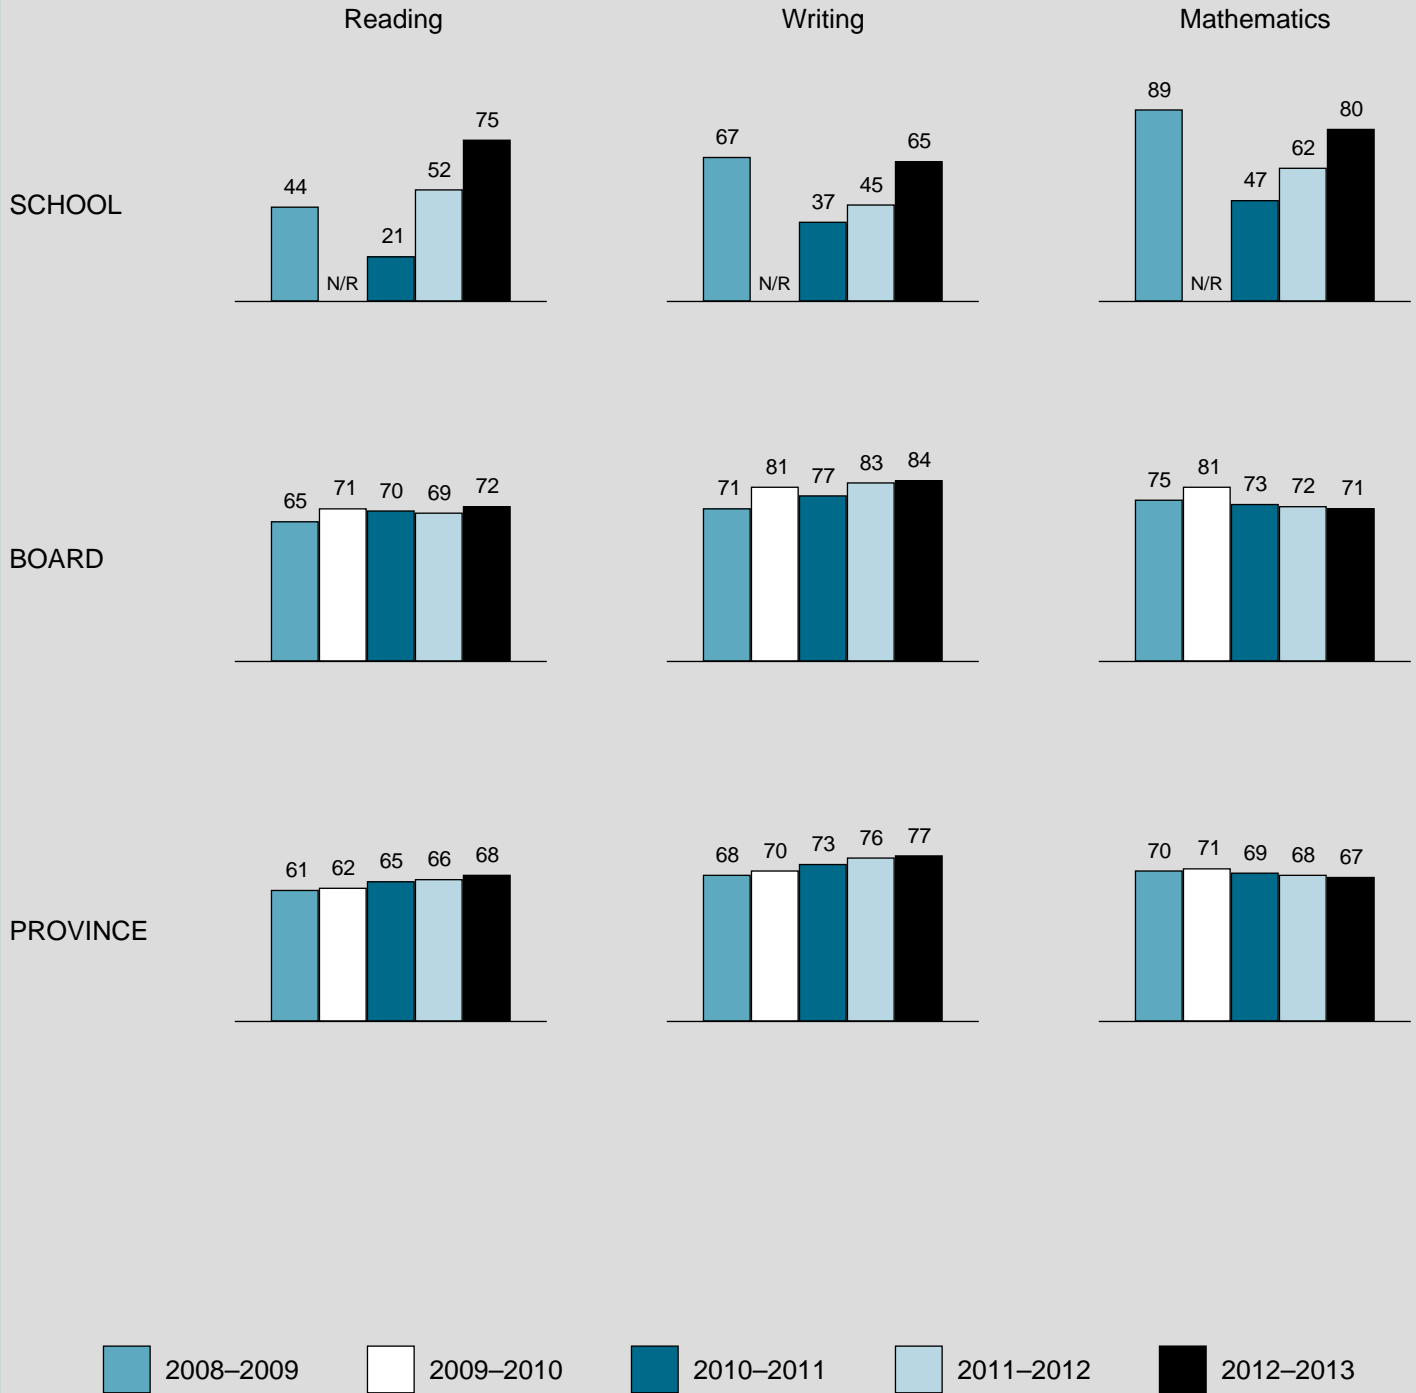 Reading Writing Mathematics
SCHOOL
44 N/R 21 52 75
67 N/R 37 45 65
89 N/R 47 62 80
BOARD
65 71 70 69 72
71 81 77 83 84
75 81 73 72 71
PROVINCE
61 62 65 66 68
68 70 73 76 77
70 71 69 68 67
2008–2009 2009–2010 2010–2011 2011–2012 2012–2013